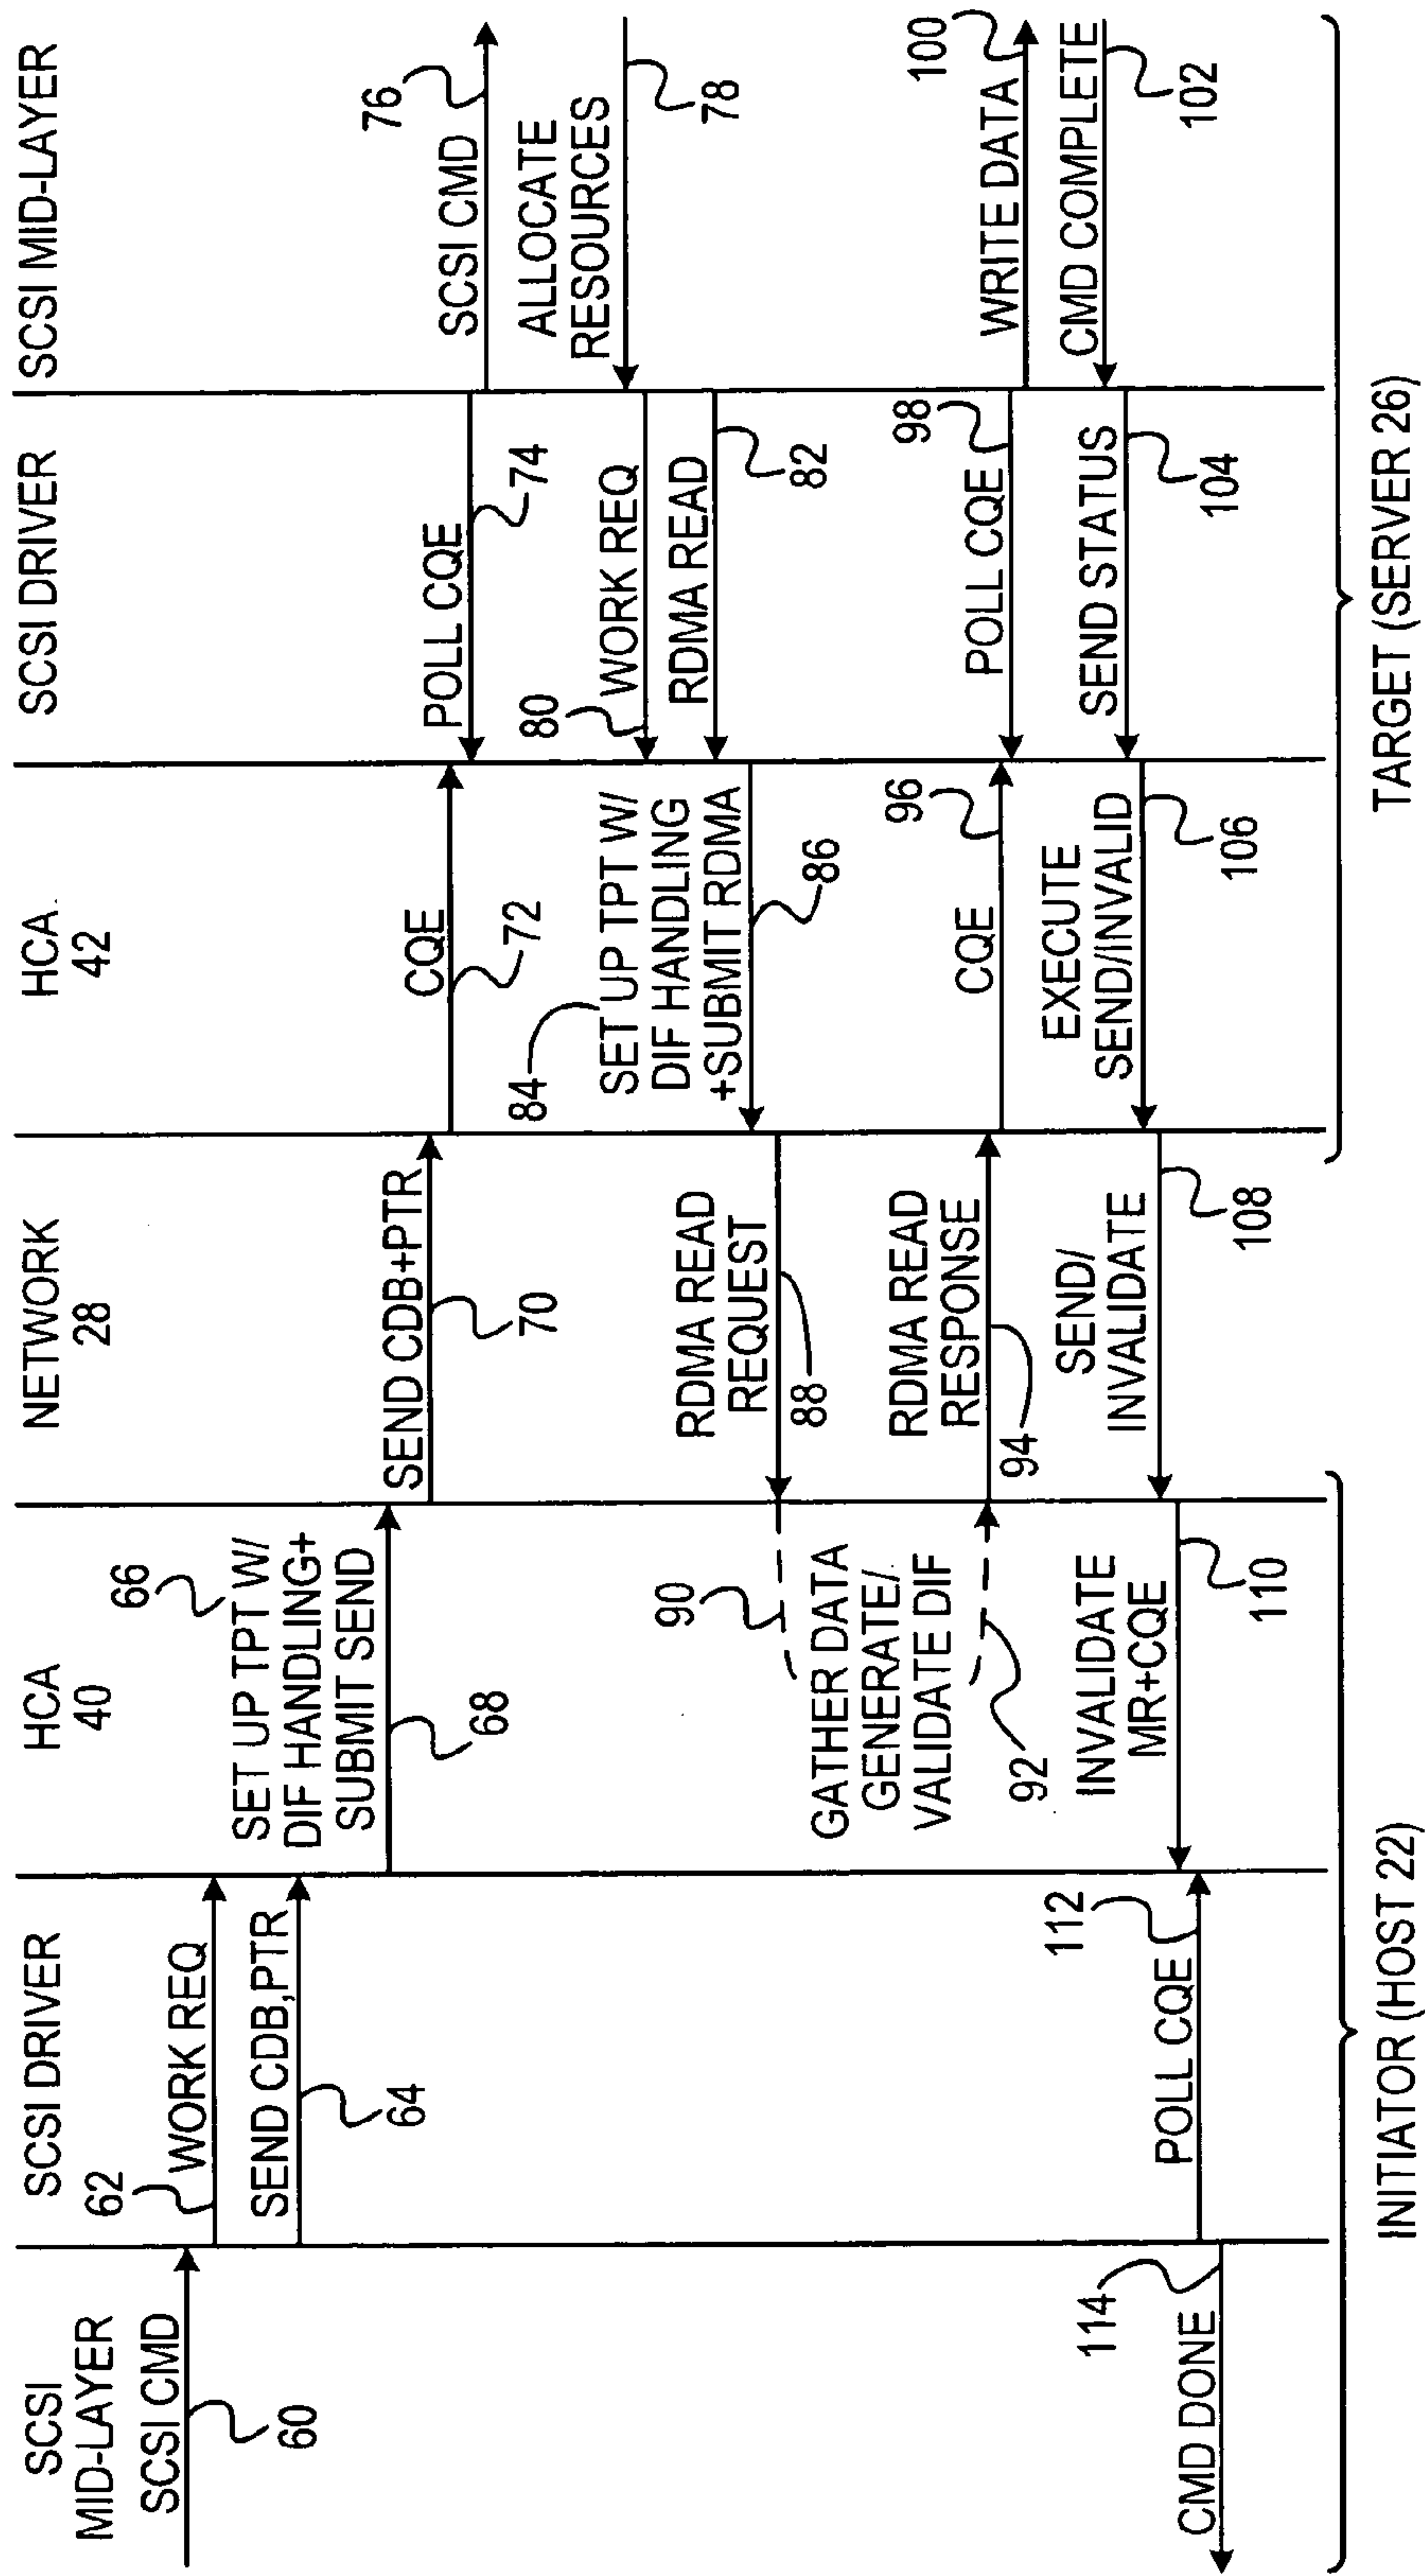 SCSI
MID-LAYER
SCSI DRIVER
HCA
40
NETWORK
28
HCA
42
SCSI DRIVER
SCSI MID-LAYER
SCSI CMD
60
62
WORK REQ
SEND CDB,PTR
64
66
SET UP TPT W/
DIF HANDLING+
SUBMIT SEND
68
SEND CDB+PTR
70
CQE
72
POLL CQE
74
SCSI CMD
76
ALLOCATE
RESOURCES
78
80
WORK REQ
RDMA READ
82
84
SET UP TPT W/
DIF HANDLING
+SUBMIT RDMA
86
RDMA READ
REQUEST
88
90
GATHER DATA
GENERATE/
VALIDATE DIF
92
RDMA READ
RESPONSE
94
CQE
96
POLL CQE
98
WRITE DATA
100
CMD COMPLETE
102
SEND STATUS
104
EXECUTE
SEND/INVALID
106
SEND/
INVALIDATE
108
INVALIDATE
MR+CQE
110
POLL CQE
112
CMD DONE
114
INITIATOR (HOST 22)
TARGET (SERVER 26)